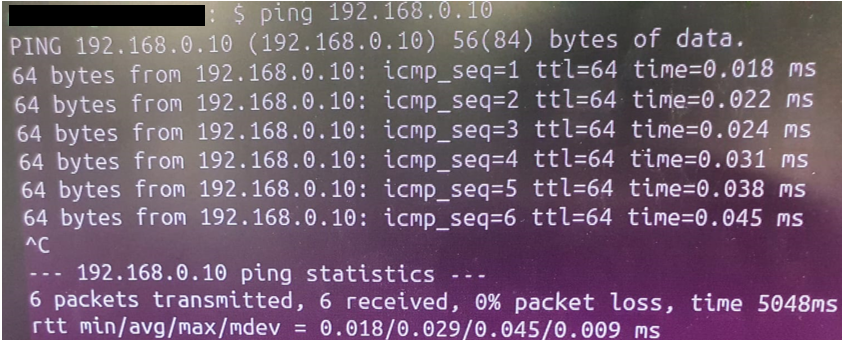 : $ ping 192.168.0.10
PING 192.168.0.10 (192.168.0.10) 56(84) bytes of data.
64 bytes from 192.168.0.10: icmp_seq=1 ttl=64 time=0.018 ms
64 bytes from 192.168.0.10: icmp_seq=2 ttl=64 time=0.022 ms
64 bytes from 192.168.0.10: icmp_seq=3 ttl=64 time=0.024 ms
64 bytes from 192.168.0.10: icmp_seq=4 ttl=64 time=0.031 ms
64 bytes from 192.168.0.10: icmp_seq=5 ttl=64 time=0.038 ms
64 bytes from 192.168.0.10: icmp_seq=6 ttl=64 time=0.045 ms
^C
--- 192.168.0.10 ping statistics ---
6 packets transmitted, 6 received, 0% packet loss, time 5048ms
rtt min/avg/max/mdev = 0.018/0.029/0.045/0.009 ms